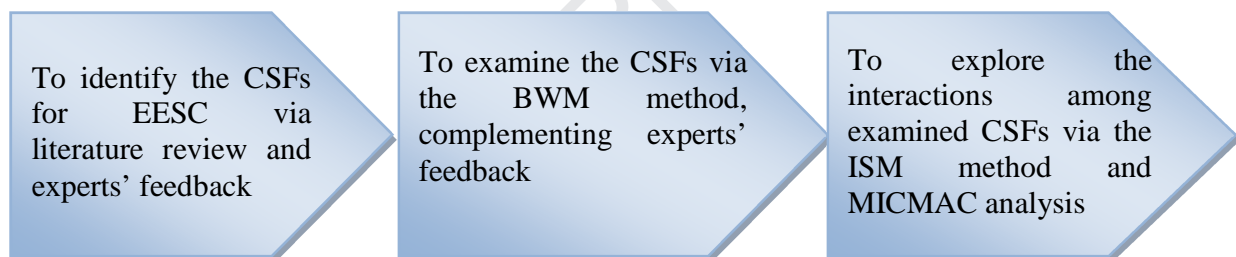 To identify the CSFs
for EESC via
literature review and
experts’ feedback
To examine the CSFs via
the BWM method,
complementing experts’
feedback
To explore the
interactions among
examined CSFs via the
ISM method and
MICMAC analysis